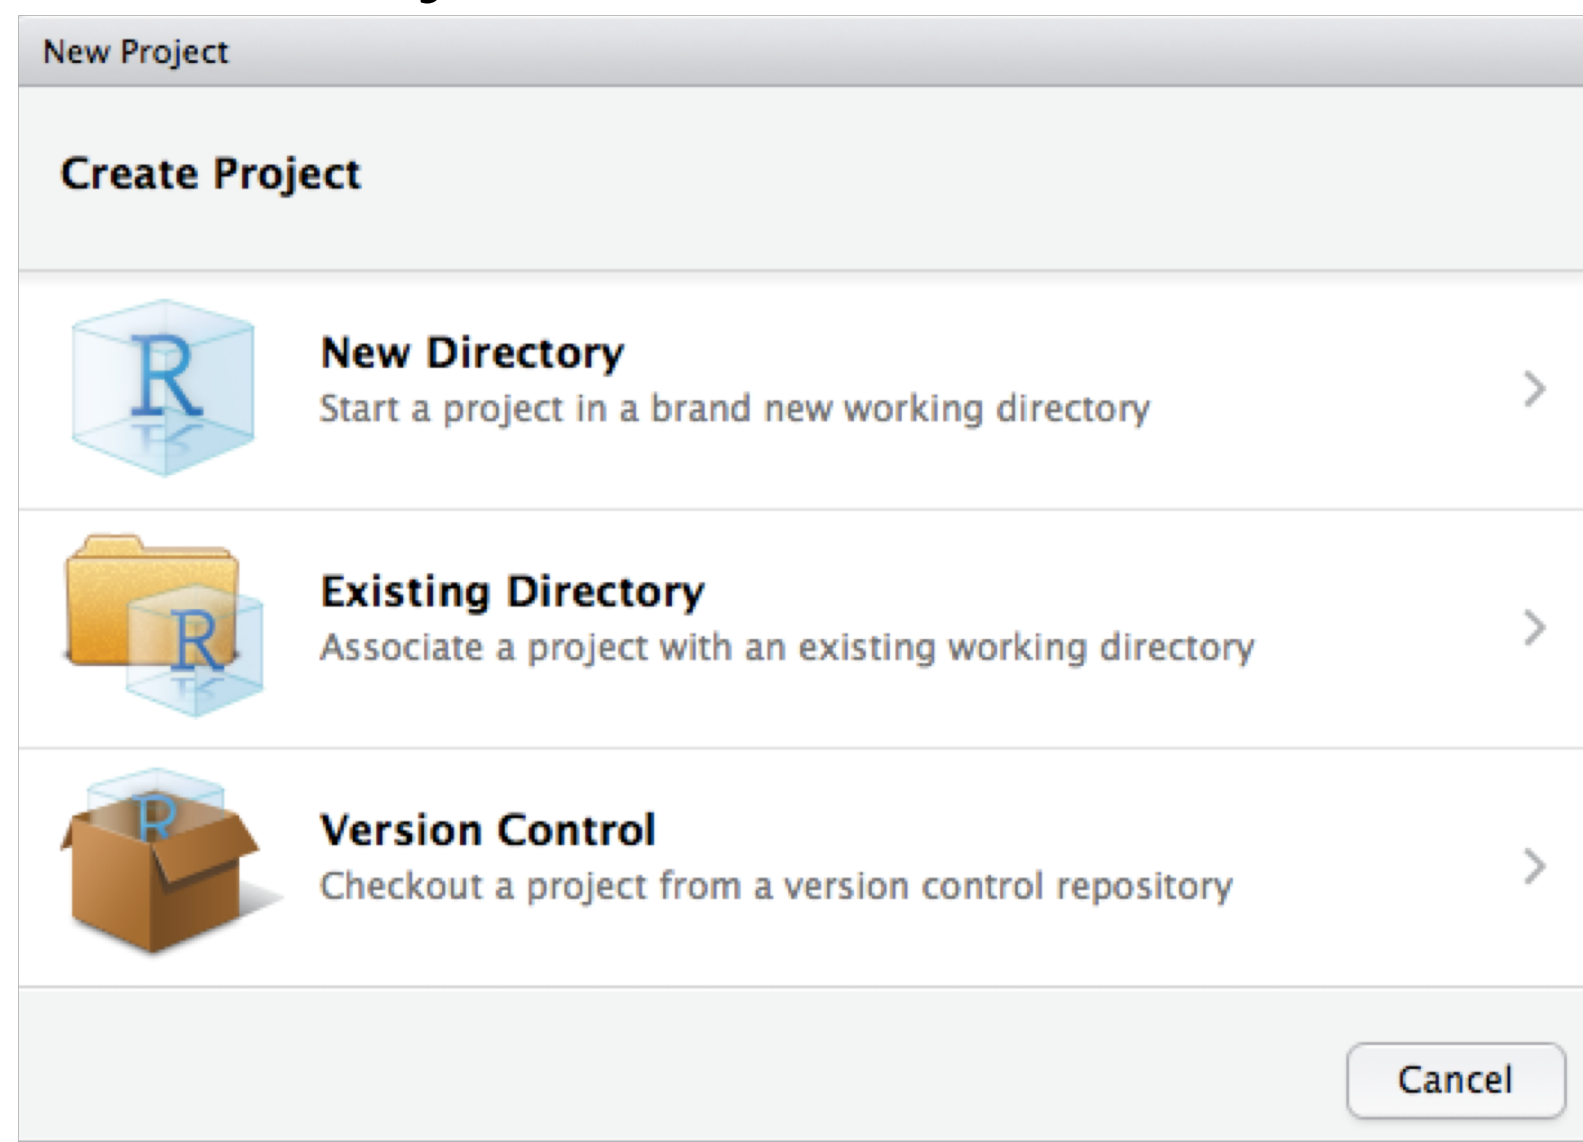 New Project
Create Project
R
New Directory
Start a project in a brand new working directory
R
Existing Directory
Associate a project with an existing working directory
R
Version Control
Checkout a project from a version control repository
Cancel